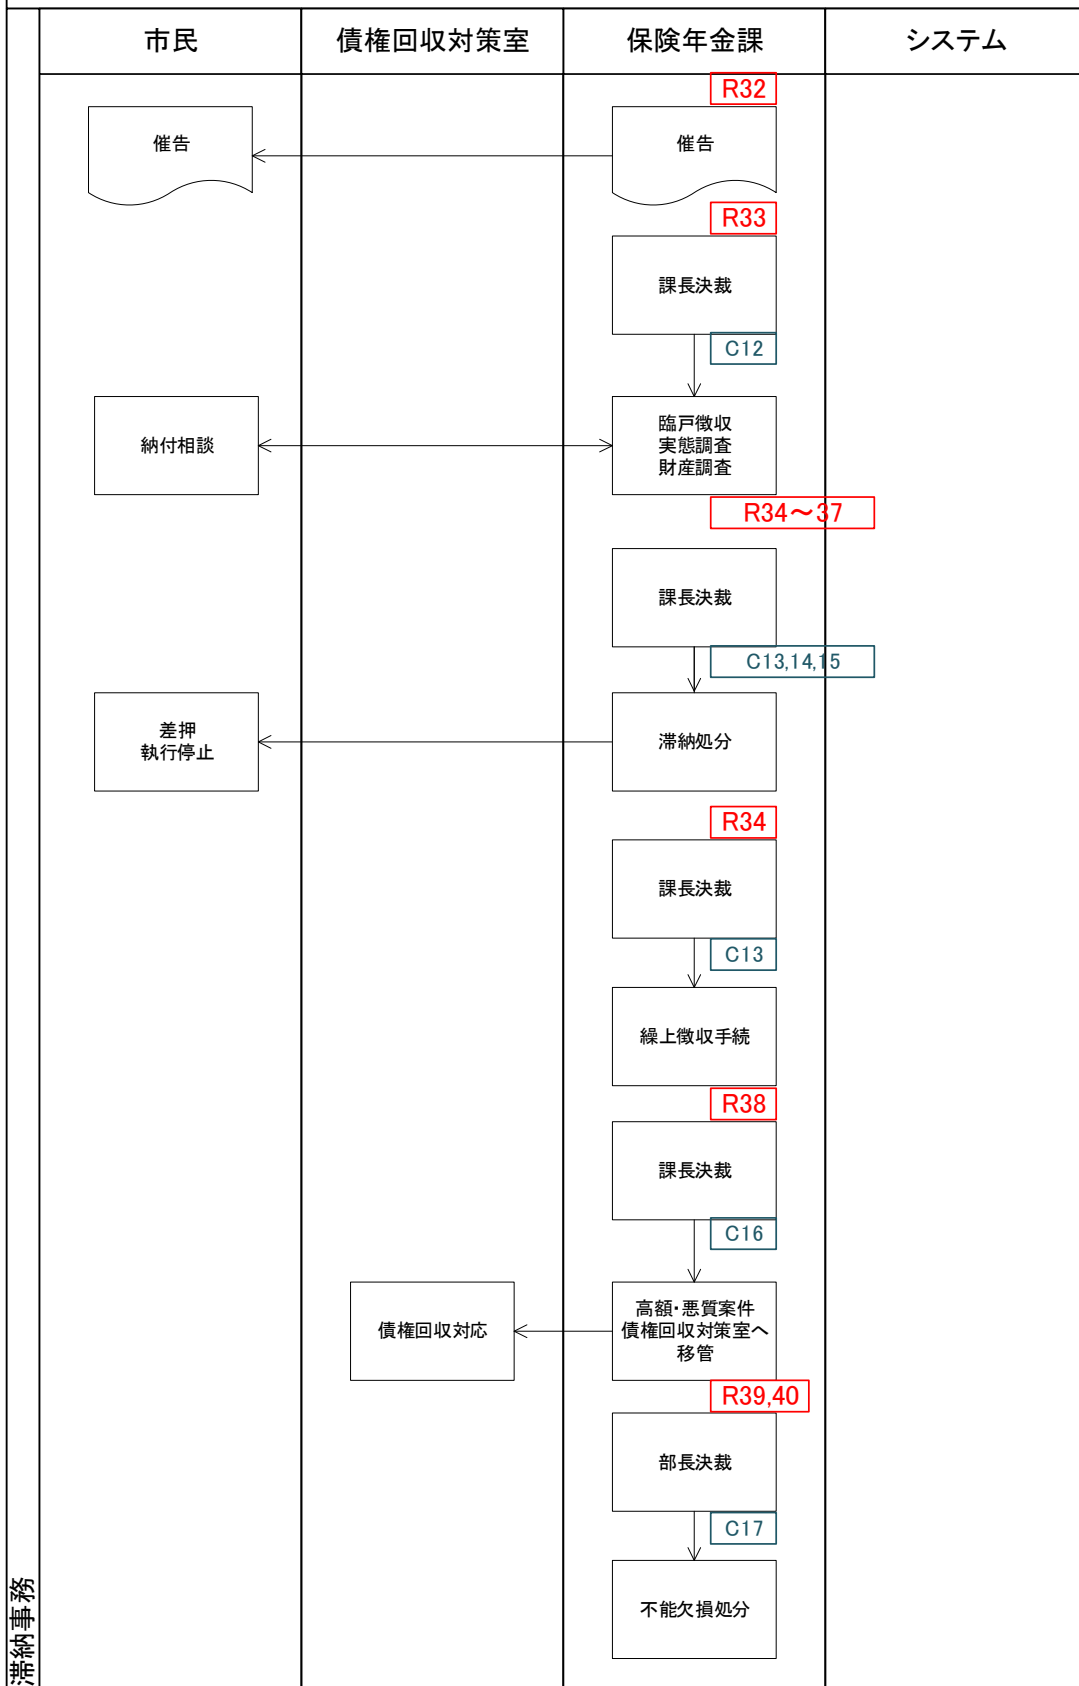 市民
債権回収対策室
保険年金課
システム
R32
催告
催告
R33
課長決裁
C12
納付相談
臨戸徴収
実態調査
財産調査
R34～37
課長決裁
C13,14,15
差押
執行停止
滞納処分
R34
課長決裁
C13
繰上徴収手続
R38
課長決裁
C16
債権回収対応
高額・悪質案件
債権回収対策室へ
移管
R39,40
部長決裁
C17
不能欠損処分
滞納事務